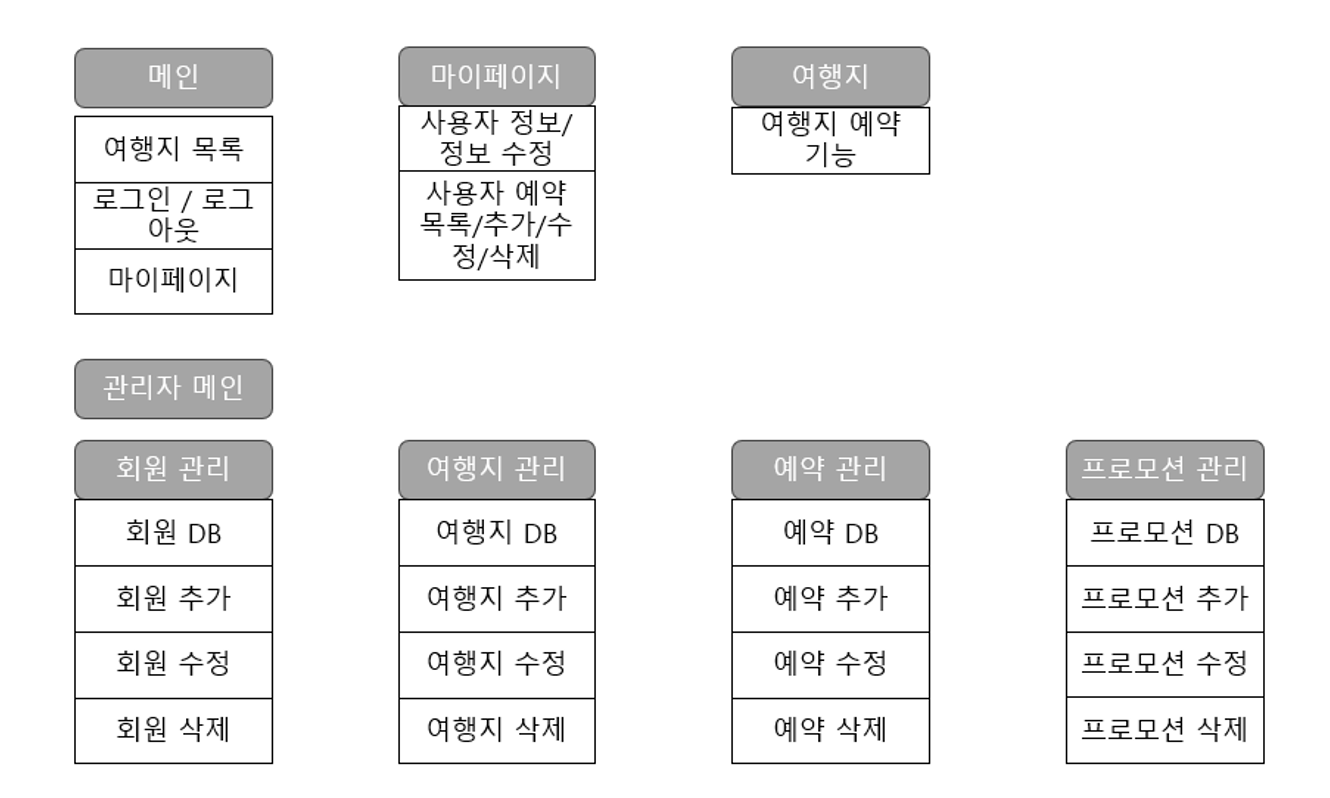 메인
여행지 목록
로그인 / 로그
아웃
마이페이지
마이페이지
사용자 정보/
정보 수정
사용자 예약
목록/추가/수
정/삭제
여행지
여행지 예약
기능
관리자 메인
회원 관리
회원 DB
회원 추가
회원 수정
회원 삭제
여행지 관리
여행지 DB
여행지 추가
여행지 수정
여행지 삭제
예약 관리
예약 DB
예약 추가
예약 수정
예약 삭제
프로모션 관리
프로모션 DB
프로모션 추가
프로모션 수정
프로모션 삭제